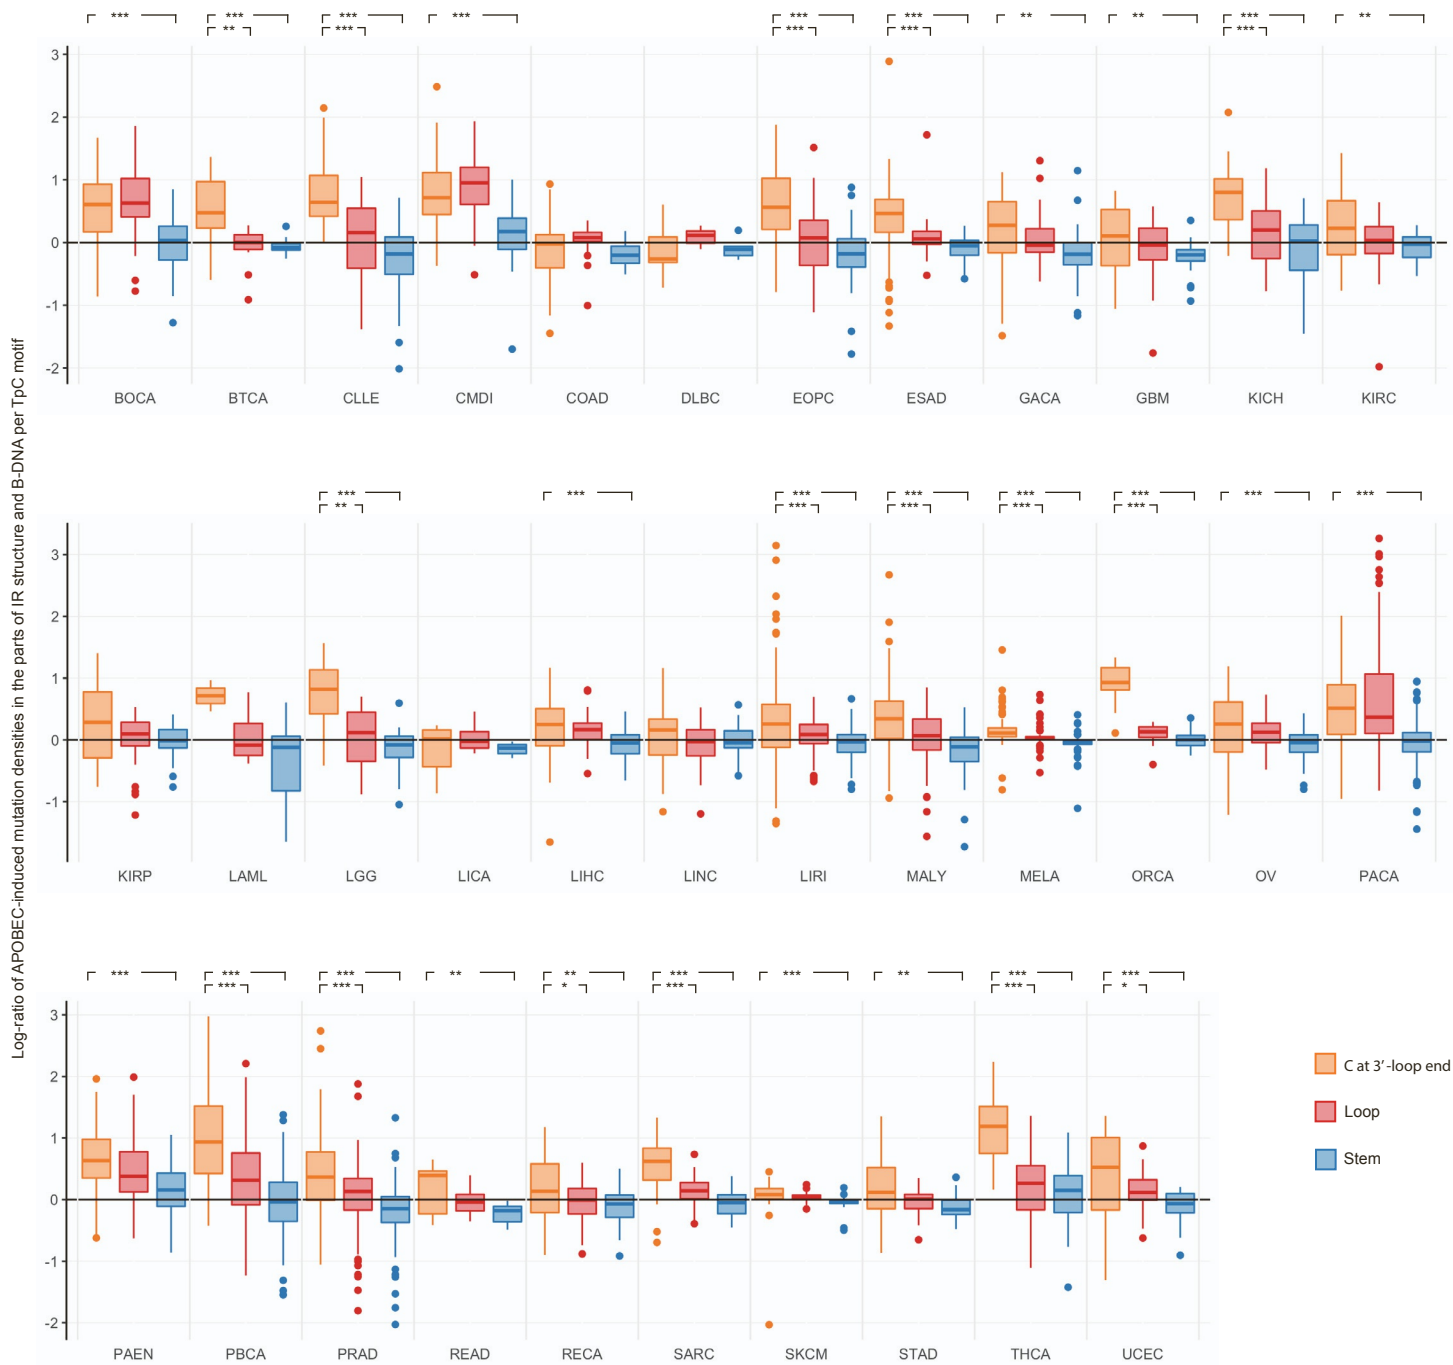 Log-ratio of APOBEC-induced mutation densities in the parts of IR structure and B-DNA per TpC motif
*** *** *** *** *** *** ** ** *** **
** *** *** *** ***
3
2
1
0
-1
-2
BOCA BTCA CLLE CMDI COAD DLBC EOPC ESAD GACA GBM KICH KIRC
*** *** *** *** *** *** *** ***
** *** *** *** ***
3
2
1
0
-1
KIRP LAML LGG LICA LIHC LINC LIRI MALY MELA ORCA OV PACA
*** *** *** ** ** *** *** ** *** ***
*** *** * *** *** *
3
2
1
0
-1
-2
PAEN PBCA PRAD READ RECA SARC SKCM STAD THCA UCEC
C at 3′-loop end
Loop
Stem